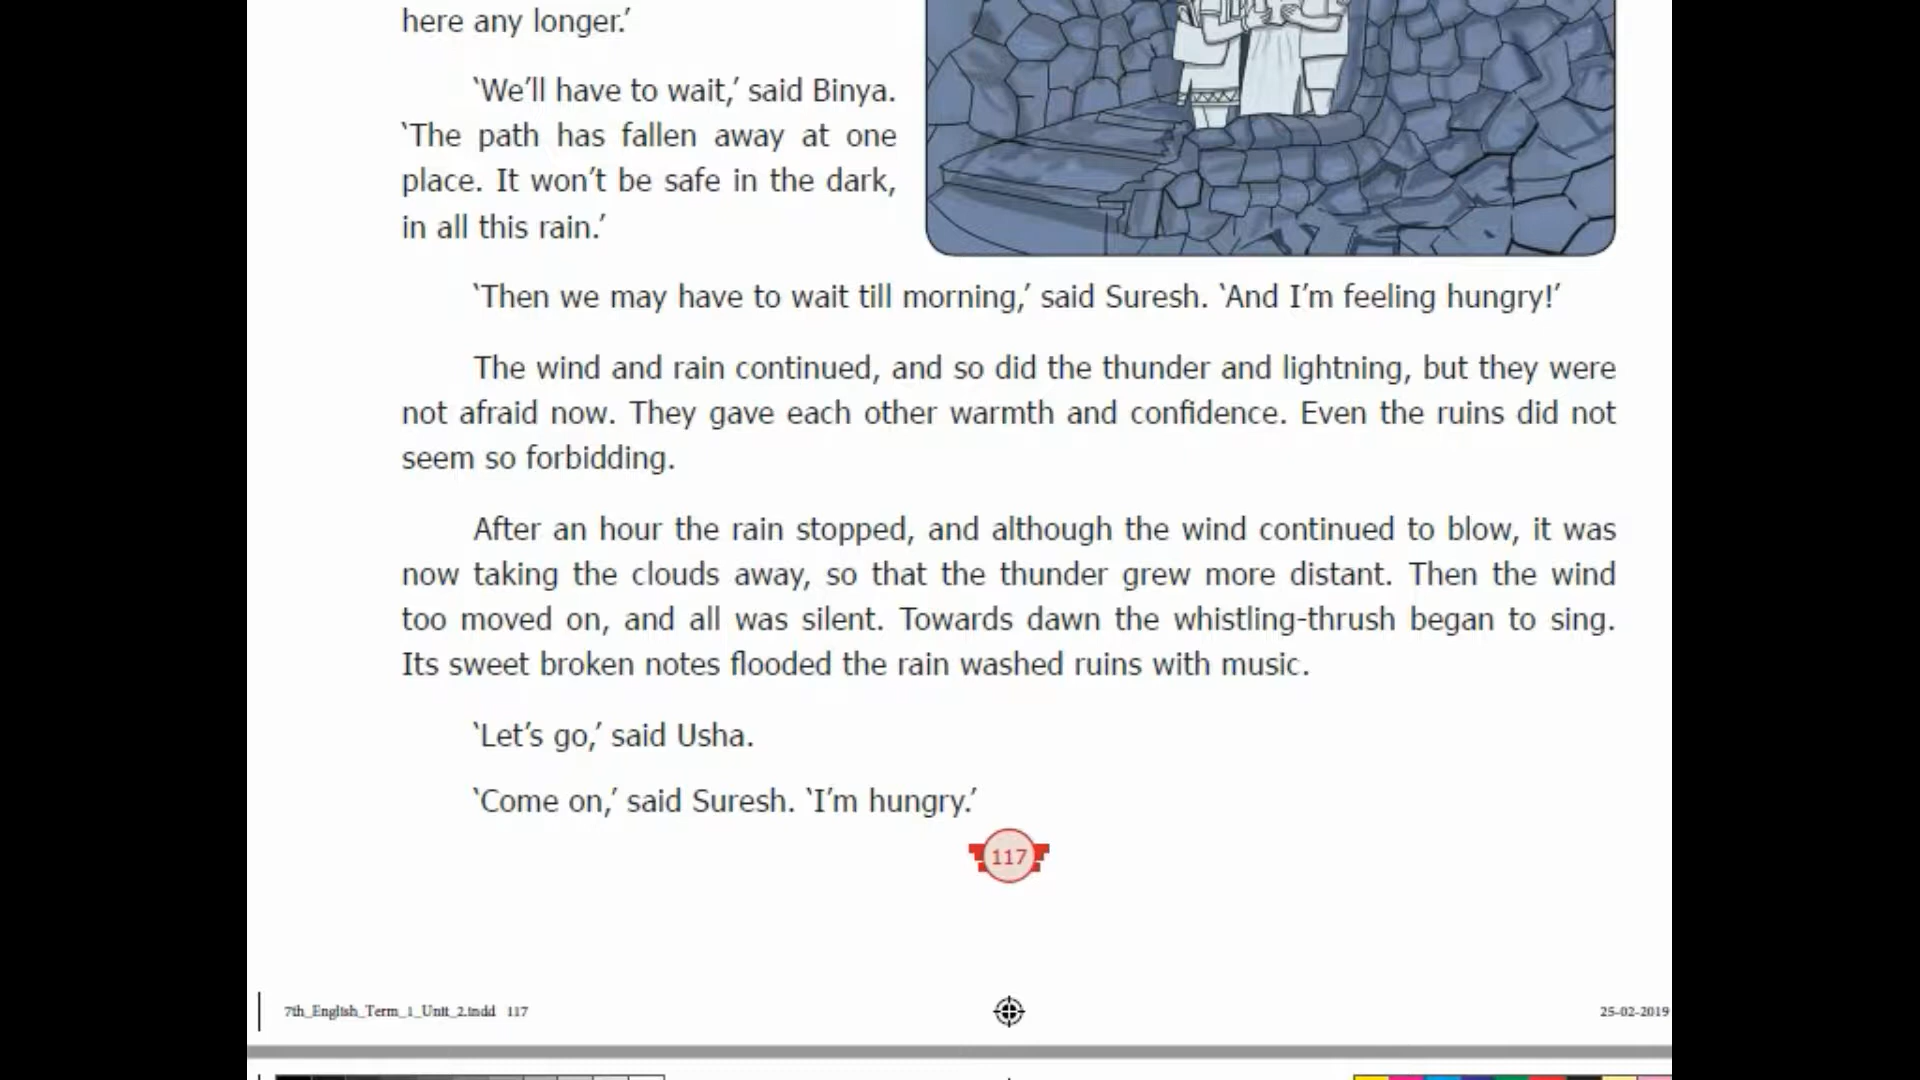 here any longer.’
‘We’ll have to wait,’ said Binya.
‘The path has fallen away at one
place. It won’t be safe in the dark,
in all this rain.’
‘Then we may have to wait till morning,’ said Suresh. ‘And I’m feeling hungry!’
The wind and rain continued, and so did the thunder and lightning, but they were
not afraid now. They gave each other warmth and confidence. Even the ruins did not
seem so forbidding.
After an hour the rain stopped, and although the wind continued to blow, it was
now taking the clouds away, so that the thunder grew more distant. Then the wind
too moved on, and all was silent. Towards dawn the whistling-thrush began to sing.
Its sweet broken notes flooded the rain washed ruins with music.
‘Let’s go,’ said Usha.
‘Come on,’ said Suresh. ‘I’m hungry.’
117
7th_English_Term_1_Unit_2.indd 117
25-02-2019